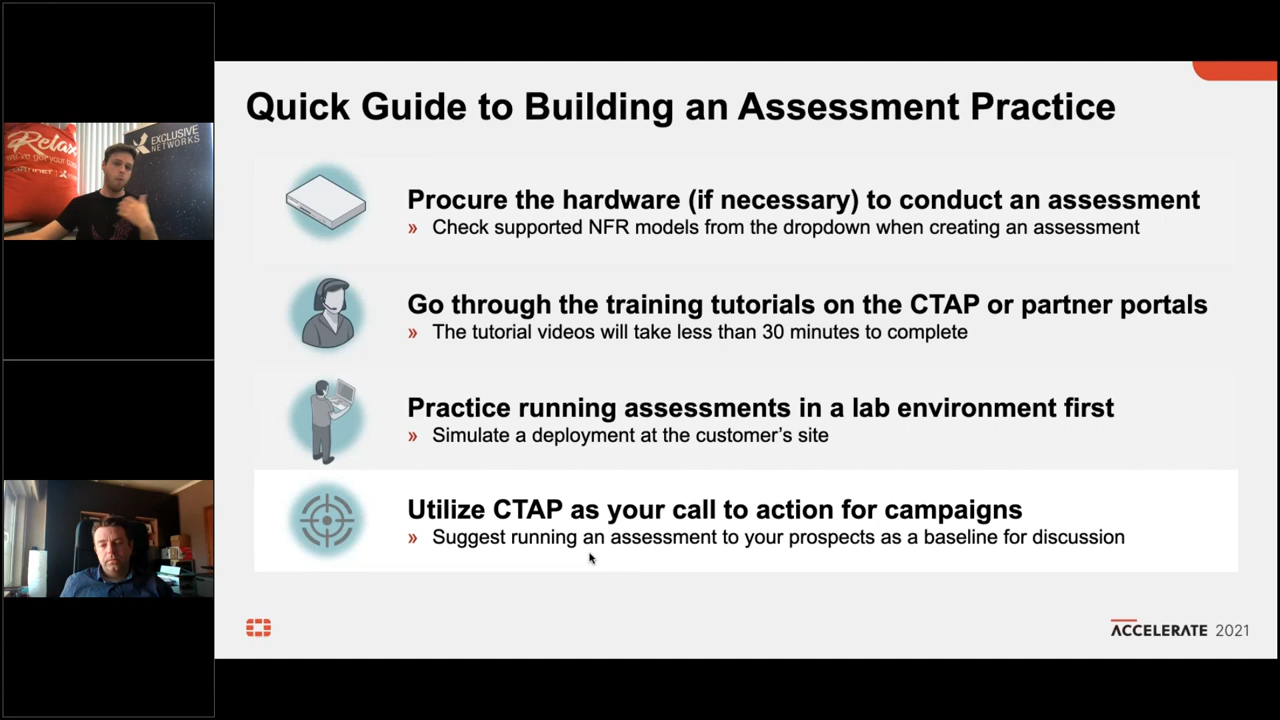 Quick Guide to Building an Assessment Practice
Procure the hardware (if necessary) to conduct an assessment
» Check supported NFR models from the dropdown when creating an assessment
Go through the training tutorials on the CTAP or partner portals
» The tutorial videos will take less than 30 minutes to complete
Practice running assessments in a lab environment first
» Simulate a deployment at the customer’s site
Utilize CTAP as your call to action for campaigns
» Suggest running an assessment to your prospects as a baseline for discussion
ACCELERATE 2021
Relax
we've got your
EXCLUSIVE
NETWORKS